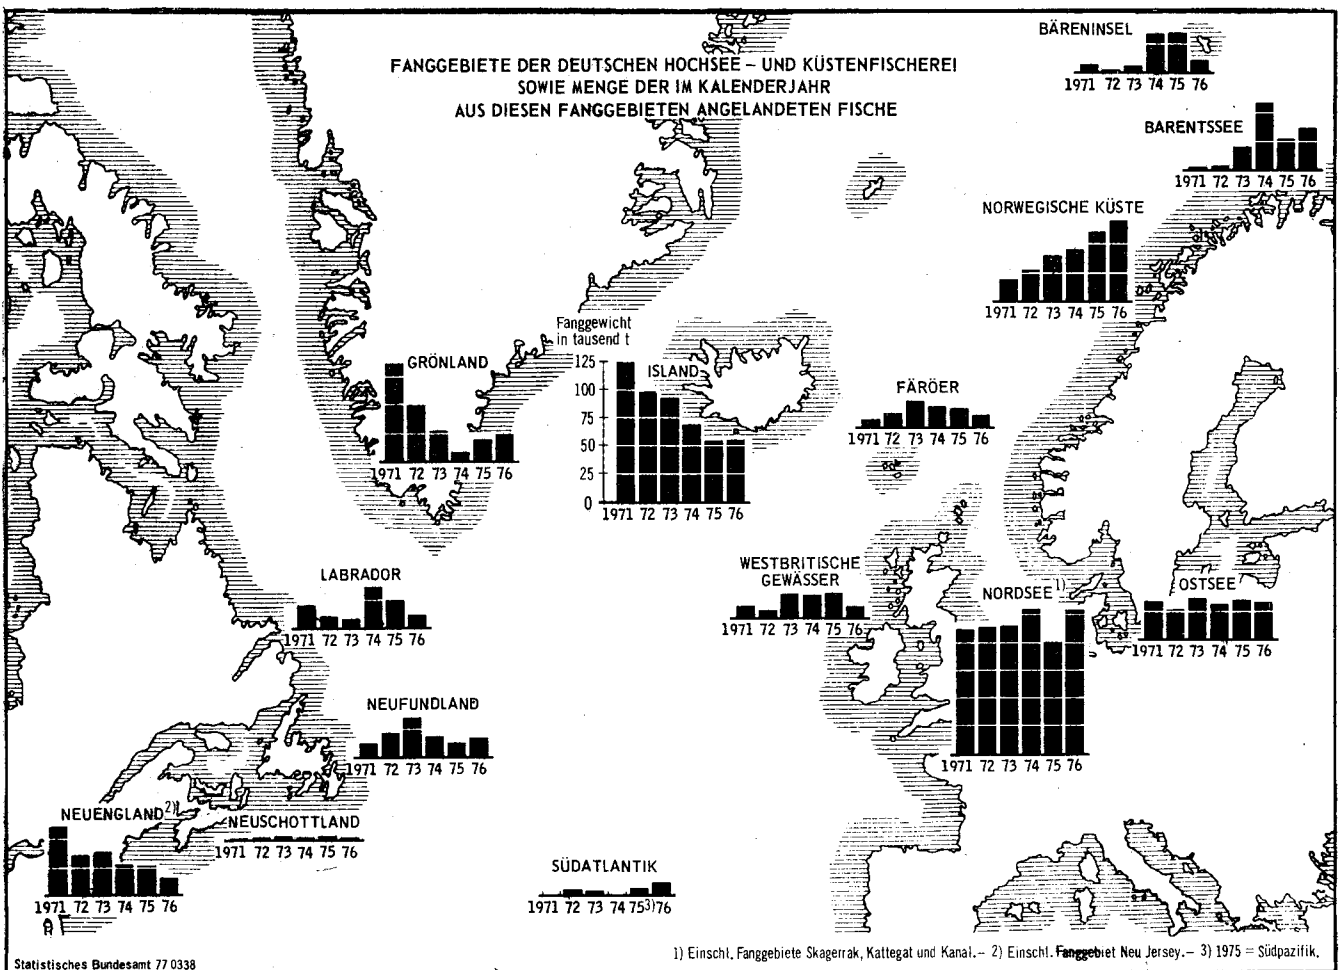 FANGGEBIETE DER DEUTSCHEN HOCHSEE – UND KÜSTENFISCHEREI
SOWIE MENGE DER IM KALENDERJAHR
AUS DIESEN FANGGEBIETEN ANGELANDETEN FISCHE
BÄRENINSEL
1971 72 73 74 75 76
BARENTSSEE
1971 72 73 74 75 76
NORWEGISCHE KÜSTE
1971 72 73 74 75 76
GRÖNLAND
1971 72 73 74 75 76
Fanggewicht
in tausend t
125
100
75
50
25
0
ISLAND
1971 72 73 74 75 76
FÄRÖER
1971 72 73 74 75 76
LABRADOR
1971 72 73 74 75 76
WESTBRITISCHE
GEWÄSSER
1971 72 73 74 75 76
NORDSEE 1)
1971 72 73 74 75 76
OSTSEE
1971 72 73 74 75 76
NEUFUNDLAND
1971 72 73 74 75 76
NEUENGLAND 2)
1971 72 73 74 75 76
NEUSCHOTTLAND
1971 72 73 74 75 76
SÜDATLANTIK
1971 72 73 74 75 3) 76
1) Einschl. Fanggebiete Skagerrak, Kattegat und Kanal.– 2) Einschl. Fanggebiet Neu Jersey.– 3) 1975 = Südpazifik.
Statistisches Bundesamt 77 0338